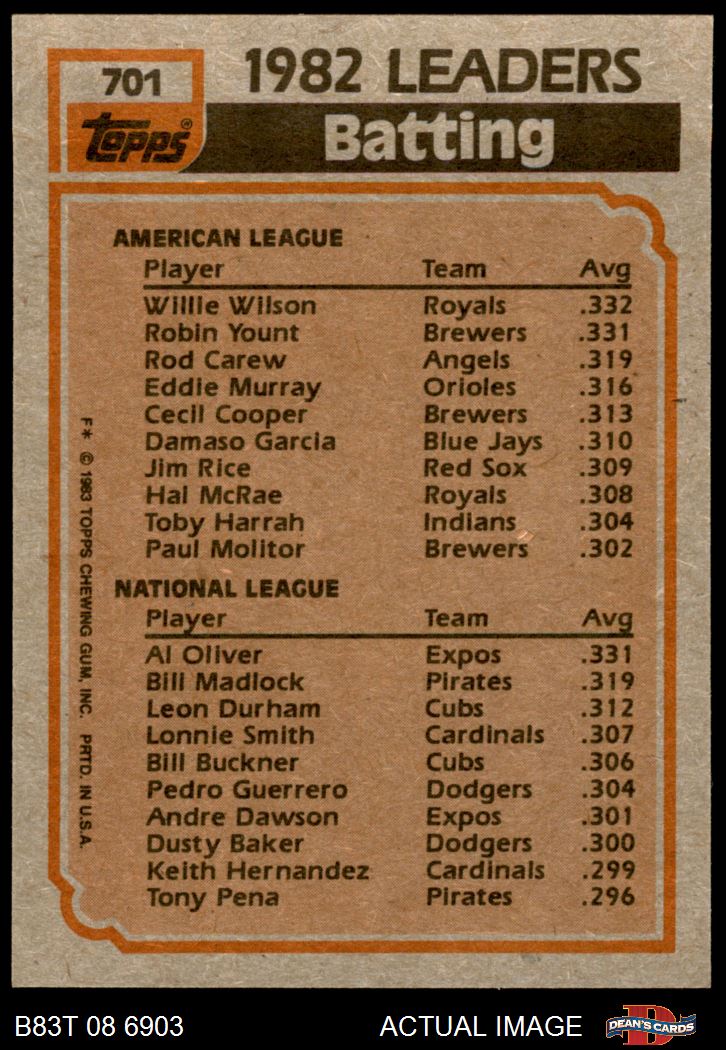 701
1982 LEADERS
Topps®
Batting
AMERICAN LEAGUE
Player Team Avg
Willie Wilson Royals .332
Robin Yount Brewers .331
Rod Carew Angels .319
Eddie Murray Orioles .316
Cecil Cooper Brewers .313
Damaso Garcia Blue Jays .310
Jim Rice Red Sox .309
Hal McRae Royals .308
Toby Harrah Indians .304
Paul Molitor Brewers .302
NATIONAL LEAGUE
Player Team Avg
Al Oliver Expos .331
Bill Madlock Pirates .319
Leon Durham Cubs .312
Lonnie Smith Cardinals .307
Bill Buckner Cubs .306
Pedro Guerrero Dodgers .304
Andre Dawson Expos .301
Dusty Baker Dodgers .300
Keith Hernandez Cardinals .299
Tony Pena Pirates .296
F* © 1983 TOPPS CHEWING GUM, INC. PRTD. IN U.S.A.
B83T 08 6903 ACTUAL IMAGE
D
DEAN'S CARDS